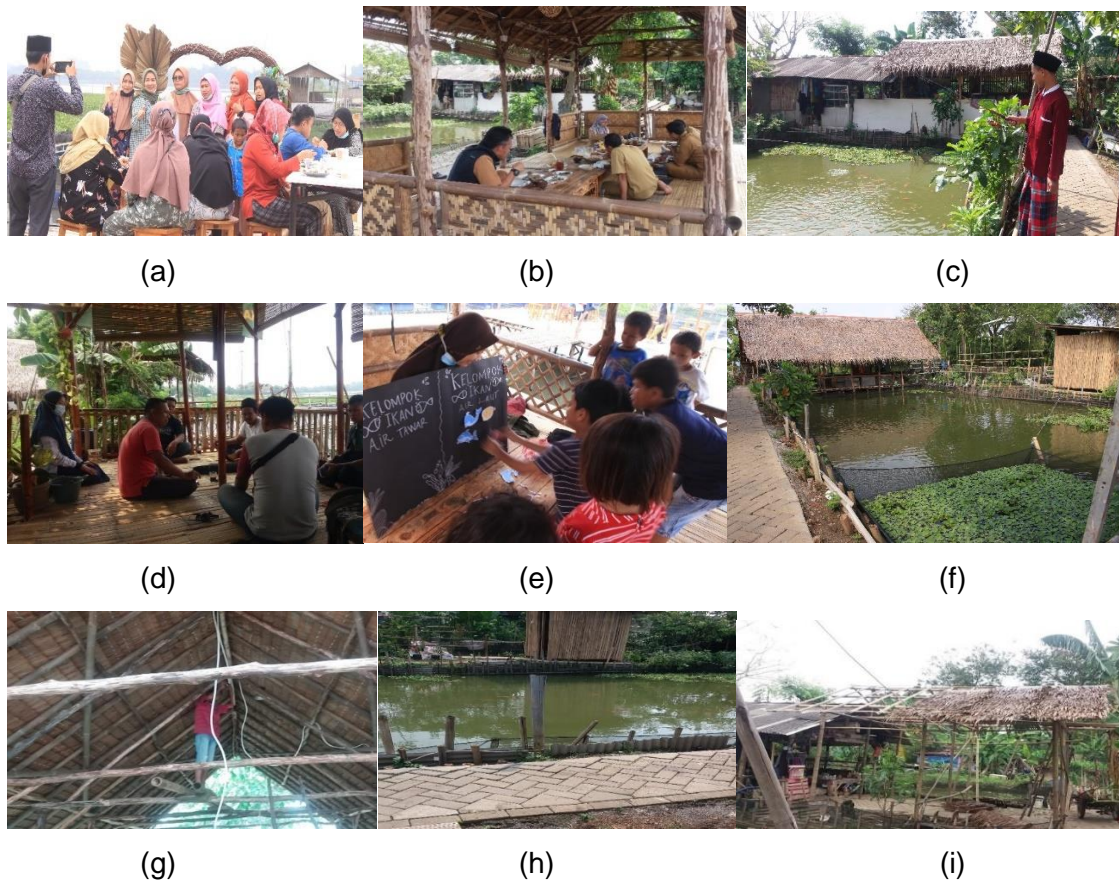 (a)
(b)
(c)
KELOMPOK
IKAN
AIR TAWAR
KELOMPOK
IKAN
AIR LAUT
(d)
(e)
(f)
(g)
(h)
(i)